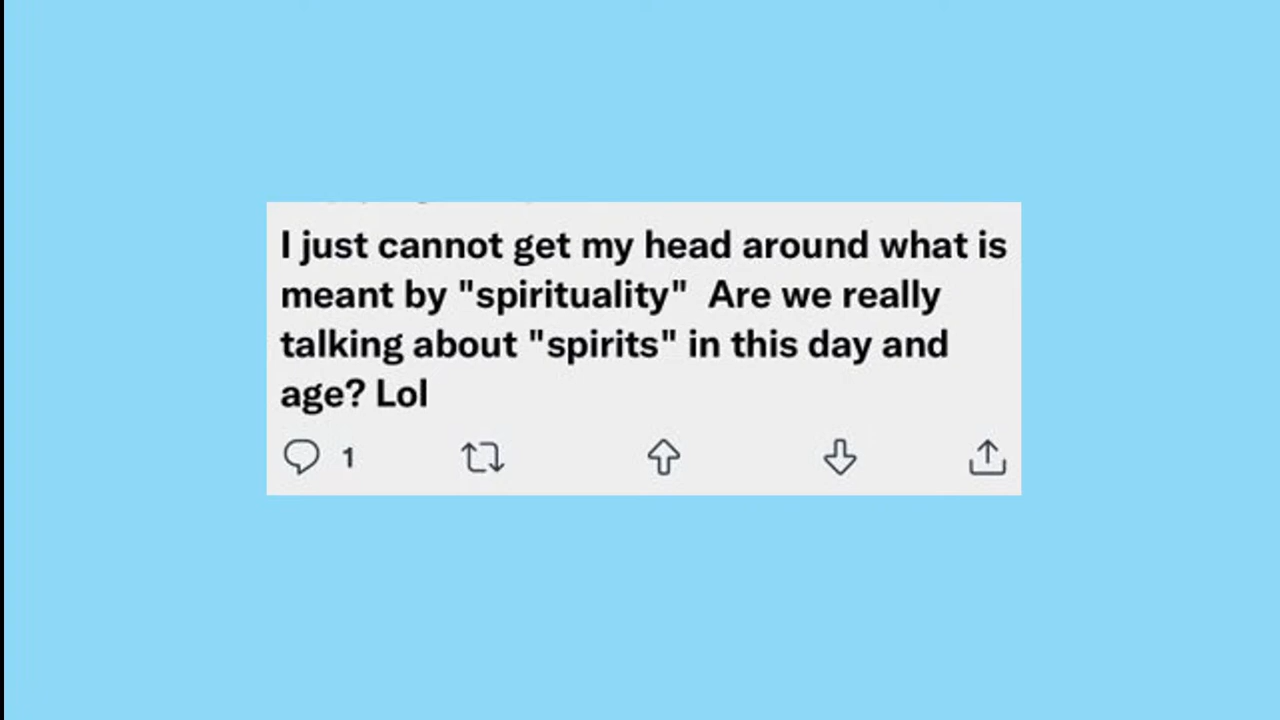 I just cannot get my head around what is
meant by "spirituality"  Are we really
talking about "spirits" in this day and
age? Lol
1